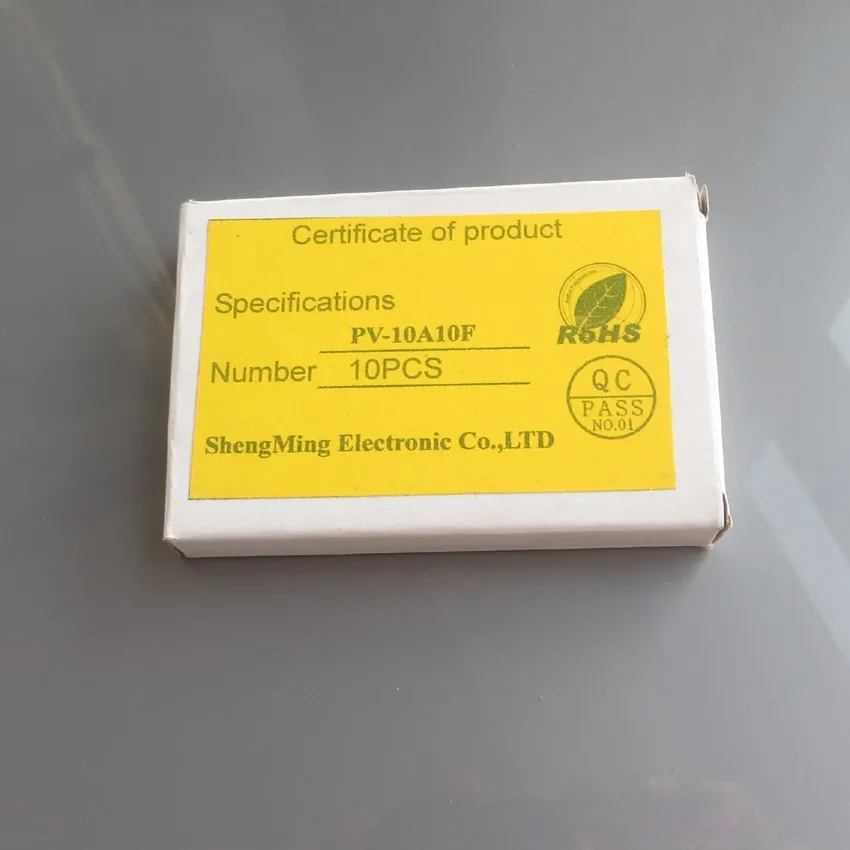 Certificate of product
Specifications
PV-10A10F
RoHS
Number 10PCS
QC
PASS
NO.01
ShengMing Electronic Co.,LTD